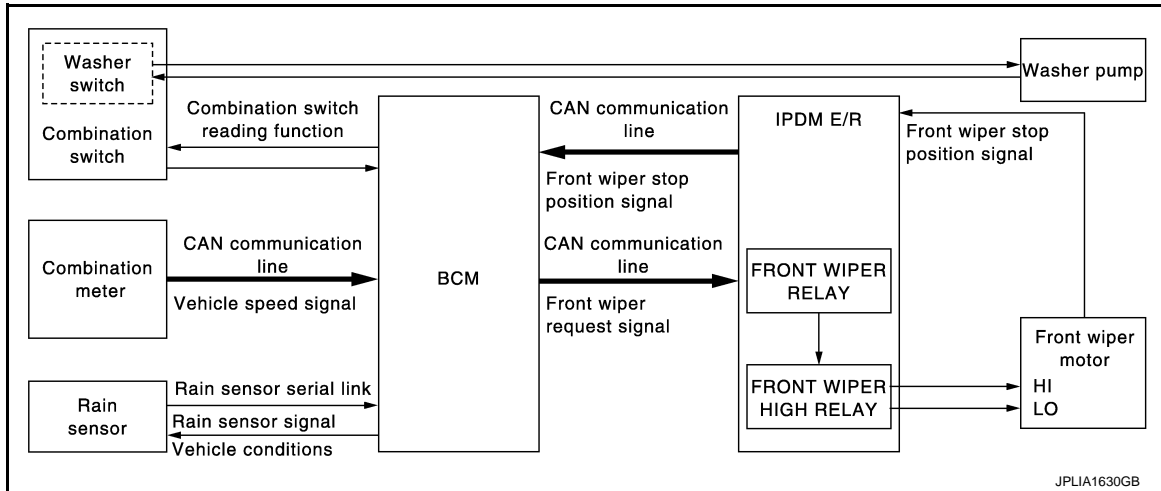 Washer
switch
Combination
switch
Combination switch
reading function
Combination
meter
CAN communication
line
Vehicle speed signal
Rain
sensor
Rain sensor serial link
Rain sensor signal
Vehicle conditions
BCM
CAN communication
line
Front wiper stop
position signal
CAN communication
line
Front wiper
request signal
IPDM E/R
FRONT WIPER
RELAY
FRONT WIPER
HIGH RELAY
Washer pump
Front wiper stop
position signal
Front wiper
motor
HI
LO
JPLIA1630GB